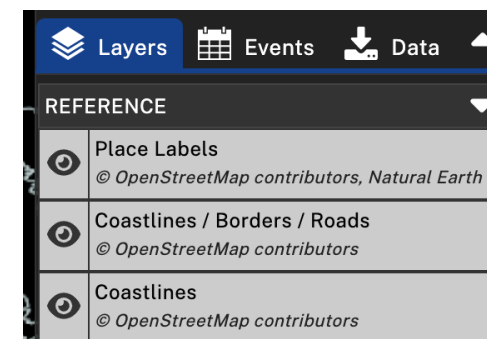 Layers Events Data
REFERENCE
Place Labels
© OpenStreetMap contributors, Natural Earth
Coastlines / Borders / Roads
© OpenStreetMap contributors
Coastlines
© OpenStreetMap contributors